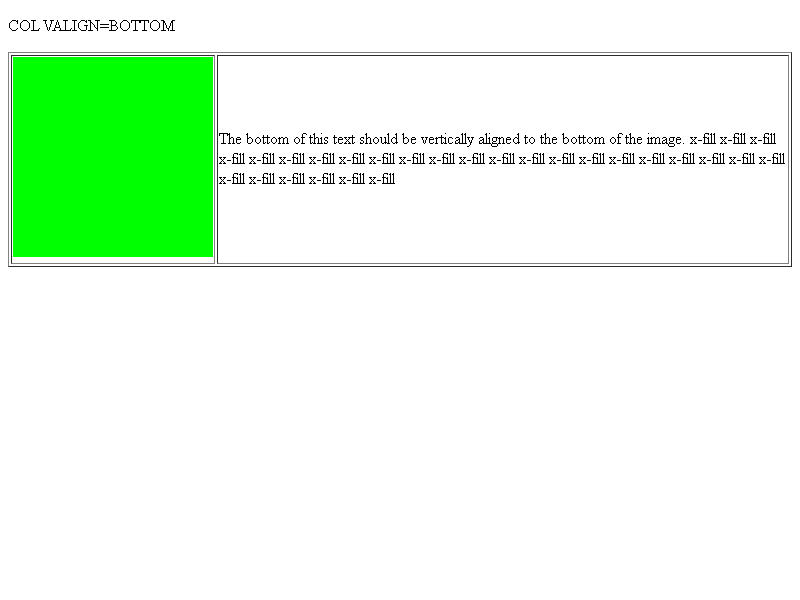 COL VALIGN=BOTTOM
The bottom of this text should be vertically aligned to the bottom of the image. x-fill x-fill x-fill
x-fill x-fill x-fill x-fill x-fill x-fill x-fill x-fill x-fill x-fill x-fill x-fill x-fill x-fill x-fill x-fill x-fill x-fill x-fill
x-fill x-fill x-fill x-fill x-fill x-fill